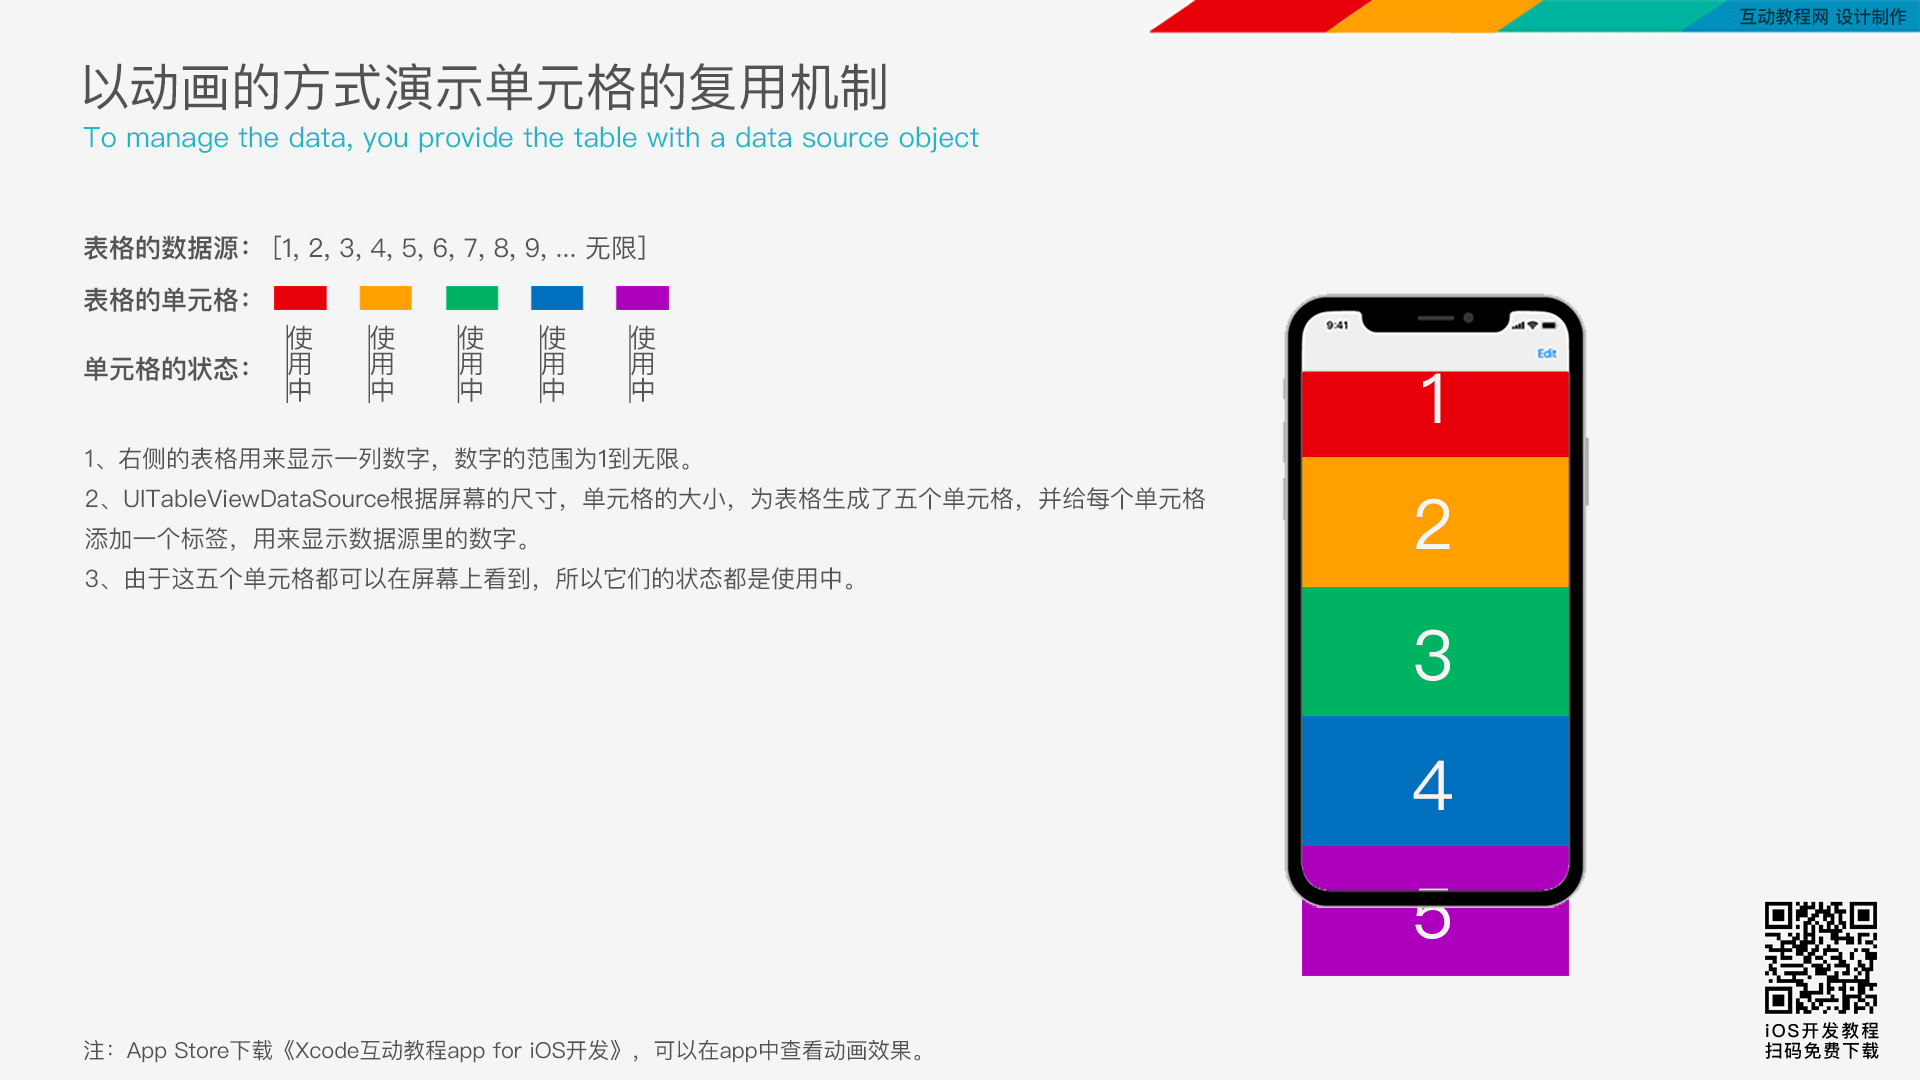 互动教程网 设计制作
以动画的方式演示单元格的复用机制
To manage the data, you provide the table with a data source object
表格的数据源： [1, 2, 3, 4, 5, 6, 7, 8, 9, ... 无限]
表格的单元格：
单元格的状态： 使用中 使用中 使用中 使用中 使用中
1、右侧的表格用来显示一列数字，数字的范围为1到无限。
2、UITableViewDataSource根据屏幕的尺寸，单元格的大小，为表格生成了五个单元格，并给每个单元格
添加一个标签，用来显示数据源里的数字。
3、由于这五个单元格都可以在屏幕上看到，所以它们的状态都是使用中。
9:41
Edit
1
2
3
4
5
iOS开发教程
扫码免费下载
注：App Store下载《Xcode互动教程app for iOS开发》，可以在app中查看动画效果。